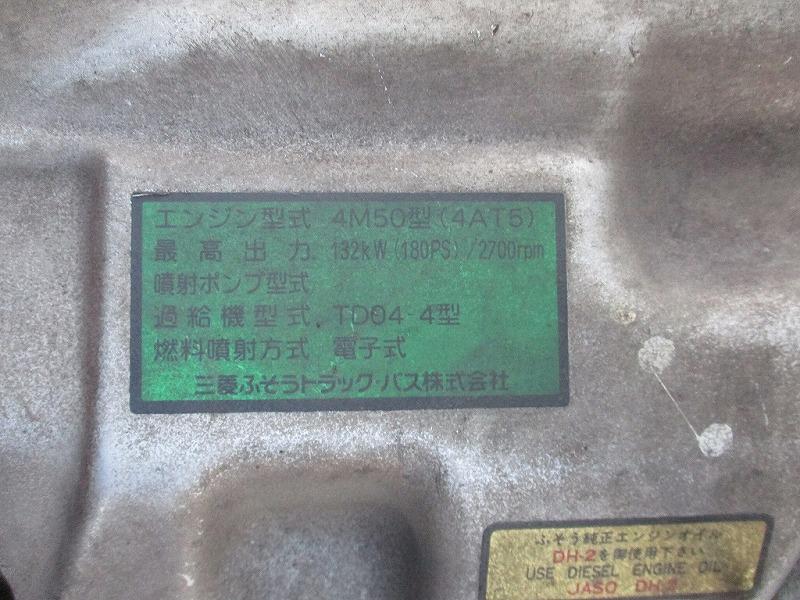 エンジン型式 4M50型(4AT5)
最高出力 132kW(180PS)/2700rpm
噴射ポンプ型式
過給機型式 TD04-4型
燃料噴射方式 電子式
三菱ふそうトラック・バス株式会社
ふそう純正エンジンオイル
DH-2を御使用下さい
USE DIESEL ENGINE OIL
JASO DH-2